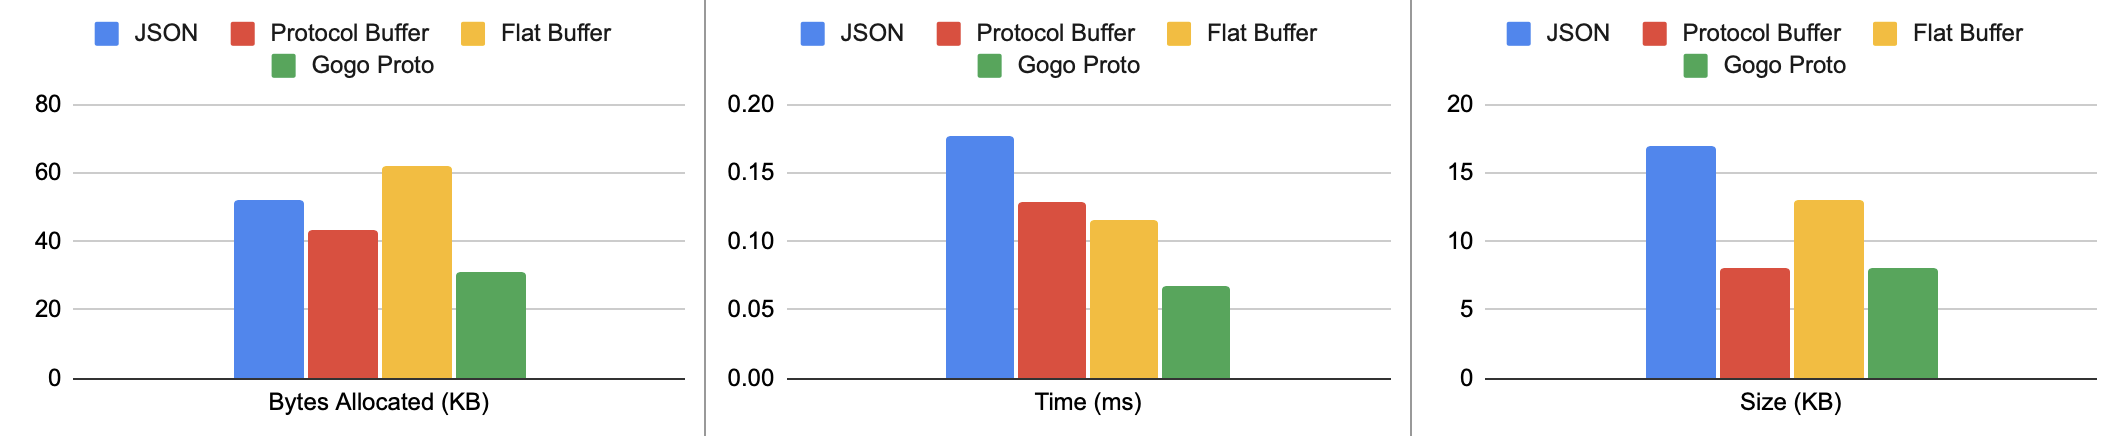 JSON Protocol Buffer Flat Buffer
Gogo Proto
80
60
40
20
0
Bytes Allocated (KB)
JSON Protocol Buffer Flat Buffer
Gogo Proto
0.20
0.15
0.10
0.05
0.00
Time (ms)
JSON Protocol Buffer Flat Buffer
Gogo Proto
20
15
10
5
0
Size (KB)